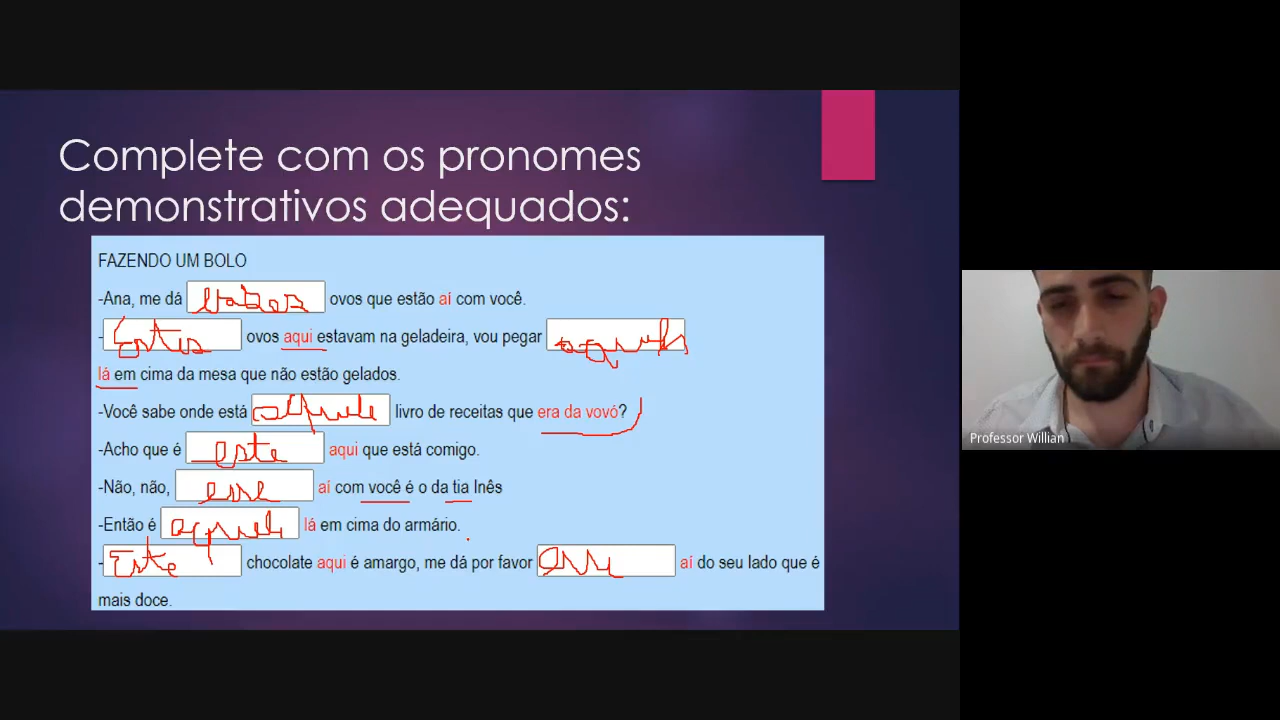 Complete com os pronomes
demonstrativos adequados:
FAZENDO UM BOLO
-Ana, me dá ovos que estão aí com você.
-Estes ovos aqui estavam na geladeira, vou pegar aqueles
lá em cima da mesa que não estão gelados.
-Você sabe onde está aquele livro de receitas que era da vovó?
-Acho que é este aqui que está comigo.
-Não, não, esse aí com você é o da tia Inês
-Então é aquele lá em cima do armário.
-Este chocolate aqui é amargo, me dá por favor esse aí do seu lado que é
mais doce.
Professor Willian